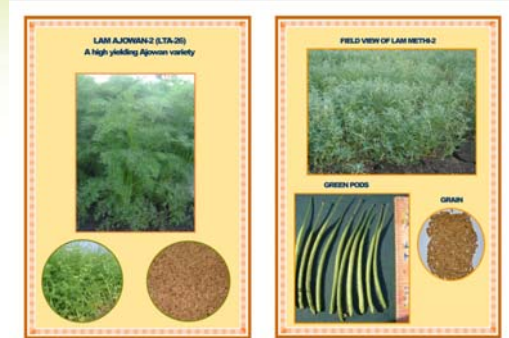 LAM AJOWAN-2 (LTA-26)
A high yielding Ajowan variety
FIELD VIEW OF LAM METHI-2
GREEN PODS
GRAIN